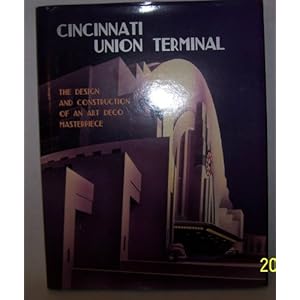 CINCINNATI
UNION TERMINAL
THE DESIGN
AND CONSTRUCTION
OF AN ART DECO
MASTERPIECE
20